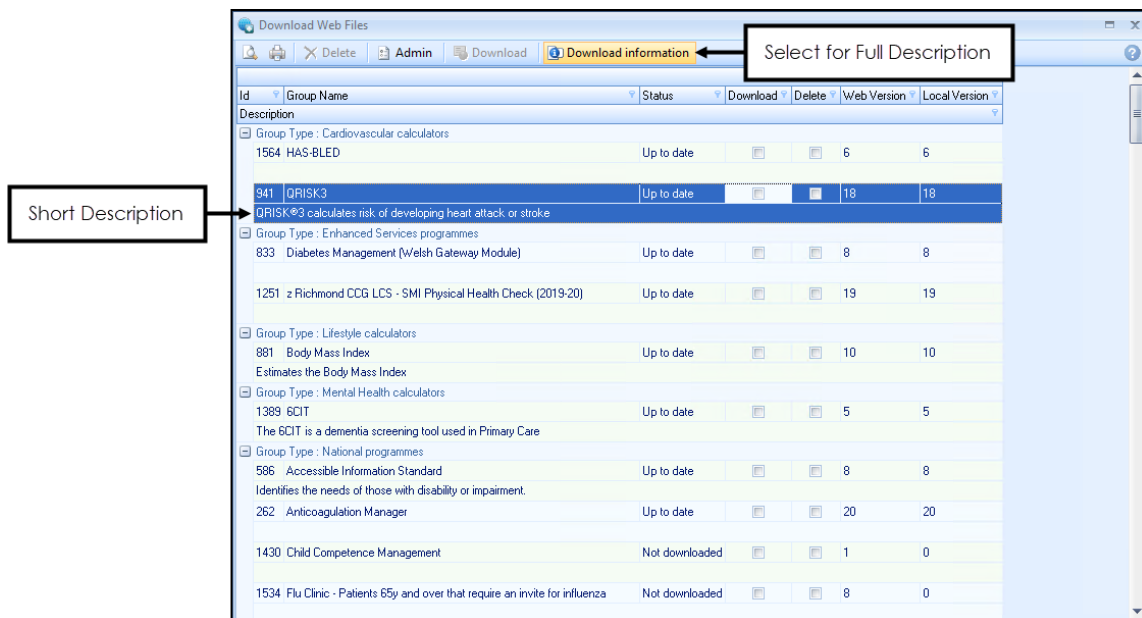 Download Web Files
Delete Admin Download Download information
Select for Full Description
Id Group Name Status Download Delete Web Version Local Version
Description
Group Type : Cardiovascular calculators
1564 HAS-BLED Up to date 6 6
941 QRISK3 Up to date 18 18
Short Description
QRISK®3 calculates risk of developing heart attack or stroke
Group Type : Enhanced Services programmes
833 Diabetes Management (Welsh Gateway Module) Up to date 8 8
1251 z Richmond CCG LCS - SMI Physical Health Check (2019-20) Up to date 19 19
Group Type : Lifestyle calculators
881 Body Mass Index Up to date 10 10
Estimates the Body Mass Index
Group Type : Mental Health calculators
1389 6CIT Up to date 5 5
The 6CIT is a dementia screening tool used in Primary Care
Group Type : National programmes
586 Accessible Information Standard Up to date 8 8
Identifies the needs of those with disability or impairment.
262 Anticoagulation Manager Up to date 20 20
1430 Child Competence Management Not downloaded 1 0
1534 Flu Clinic - Patients 65y and over that require an invite for influenza Not downloaded 8 0